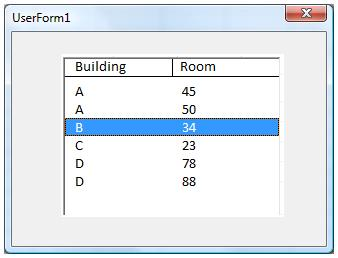 UserForm1
Building Room
A 45
A 50
B 34
C 23
D 78
D 88